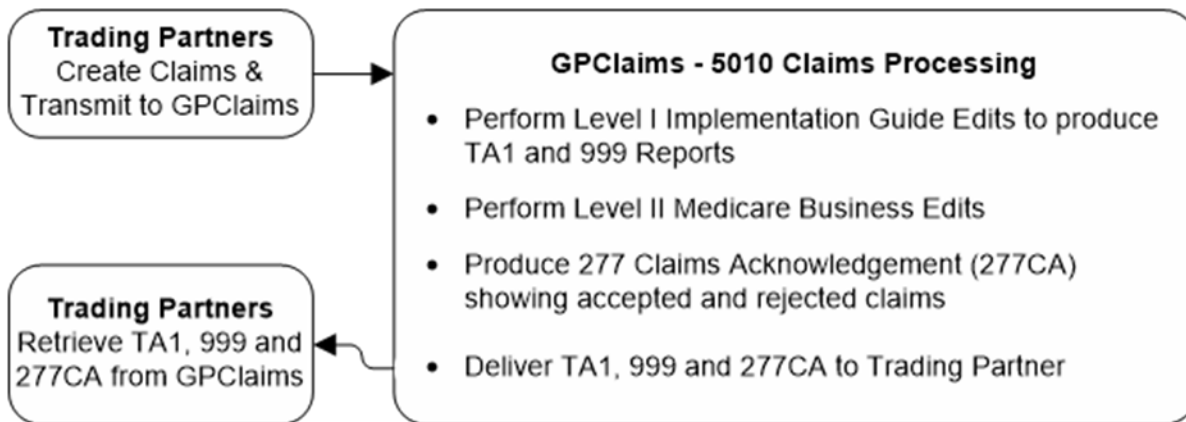 Trading Partners
Create Claims &
Transmit to GPClaims
GPClaims - 5010 Claims Processing
• Perform Level I Implementation Guide Edits to produce
TA1 and 999 Reports
• Perform Level II Medicare Business Edits
• Produce 277 Claims Acknowledgement (277CA)
showing accepted and rejected claims
• Deliver TA1, 999 and 277CA to Trading Partner
Trading Partners
Retrieve TA1, 999 and
277CA from GPClaims